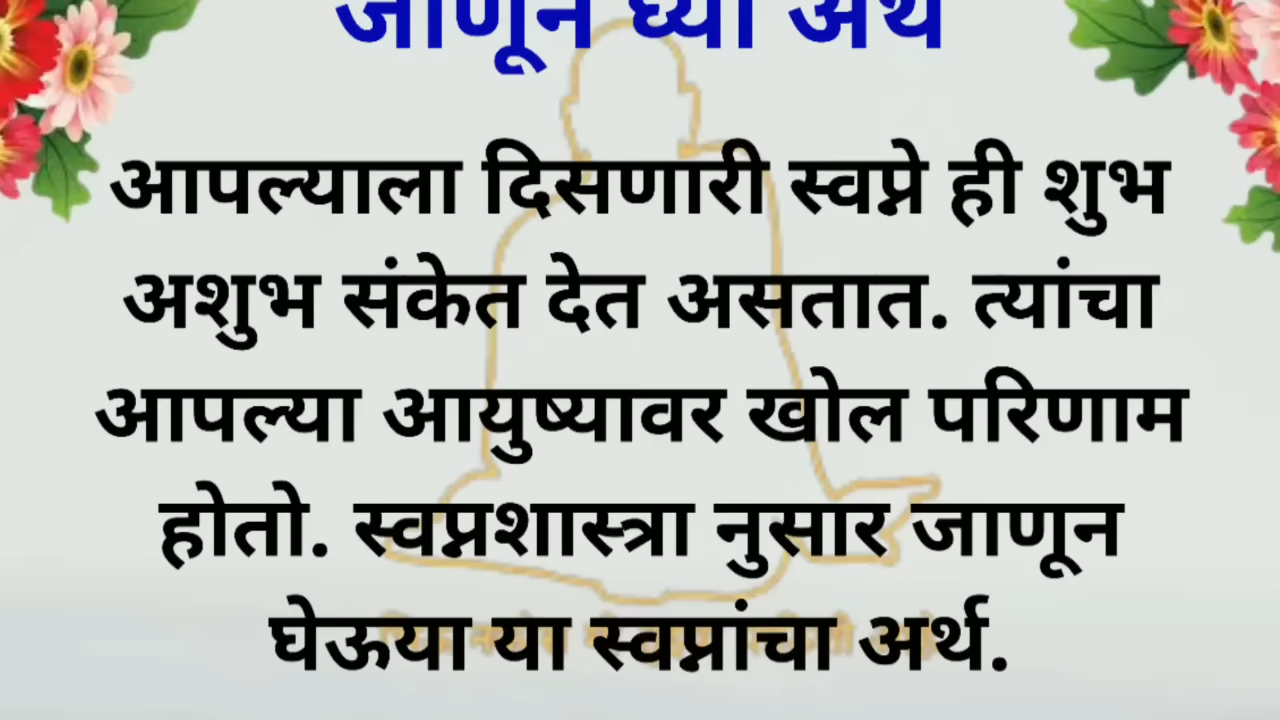 जाणून घ्या अर्थ
आपल्याला दिसणारी स्वप्ने ही शुभ
अशुभ संकेत देत असतात. त्यांचा
आपल्या आयुष्यावर खोल परिणाम
होतो. स्वप्नशास्त्रा नुसार जाणून
घेऊया या स्वप्नांचा अर्थ.